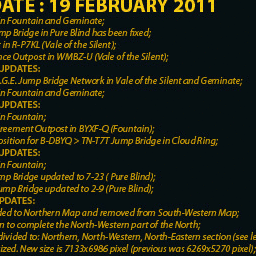 DATE : 19 FEBRUARY 2011
in Fountain and Geminate;
mp Bridge in Pure Blind has been fixed;
in R-P7KL (Vale of the Silent);
nce Outpost in WMBZ-U (Vale of the Silent);
UPDATES:
.G.E. Jump Bridge Network in Vale of the Silent and Geminate;
in Fountain and Geminate;
UPDATES:
in Fountain;
reement Outpost in BYXF-Q (Fountain);
osition for B-DBYQ > TN-T7T Jump Bridge in Cloud Ring;
UPDATES:
in Fountain;
mp Bridge updated to 7-23 ( Pure Blind);
ump Bridge updated to 2-9 (Pure Blind);
PDATES:
ded to Northern Map and removed from South-Western Map;
n to complete the North-Western part of the North;
divided to: Northern, North-Western, North-Eastern section (see le
ized. New size is 7133x6986 pixel (previous was 6269x5270 pixel);